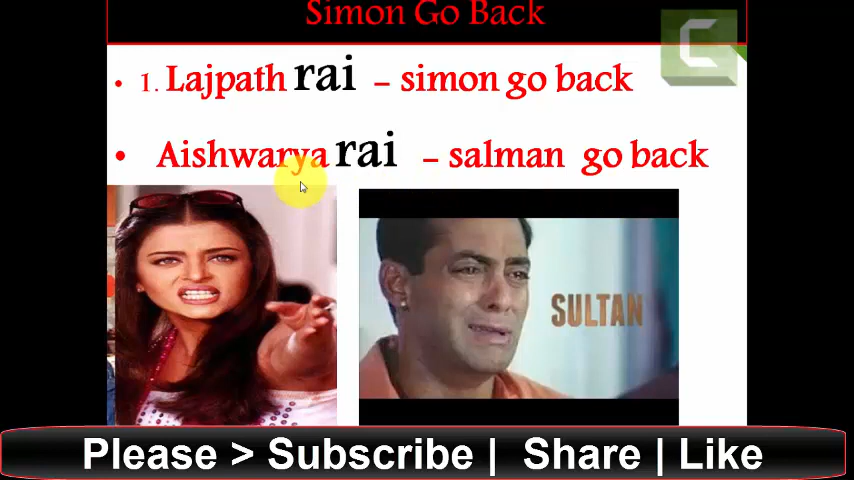 Simon Go Back
• 1. Lajpath rai – simon go back
• Aishwarya rai – salman go back
SULTAN
Please > Subscribe | Share | Like